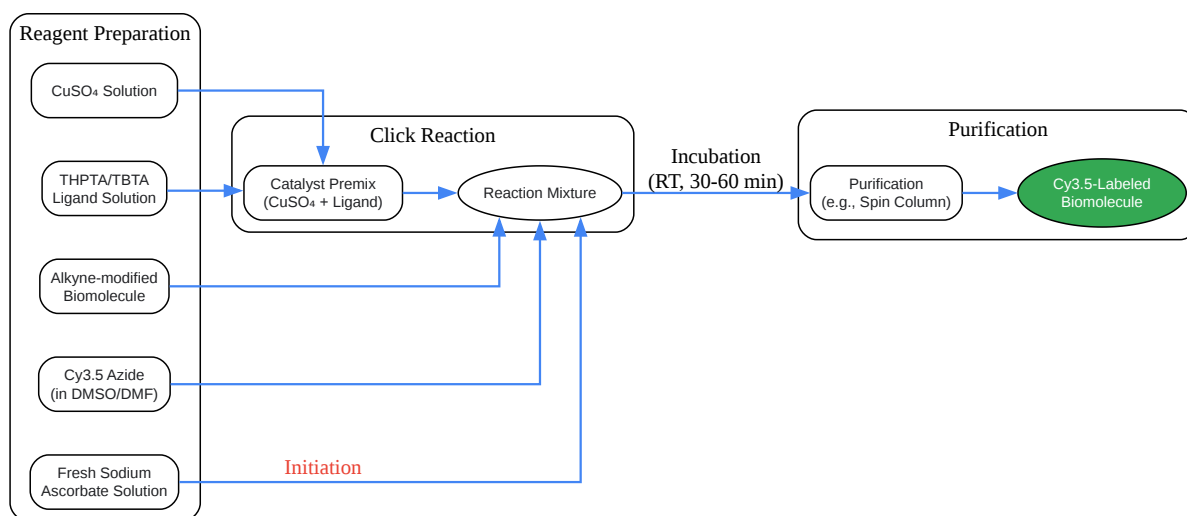 Reagent Preparation
CuSO₄ Solution
THPTA/TBTA
Ligand Solution
Alkyne-modified
Biomolecule
Cy3.5 Azide
(in DMSO/DMF)
Fresh Sodium
Ascorbate Solution
Initiation
Click Reaction
Catalyst Premix
(CuSO₄ + Ligand)
Reaction Mixture
Incubation
(RT, 30-60 min)
Purification
Purification
(e.g., Spin Column)
Cy3.5-Labeled
Biomolecule